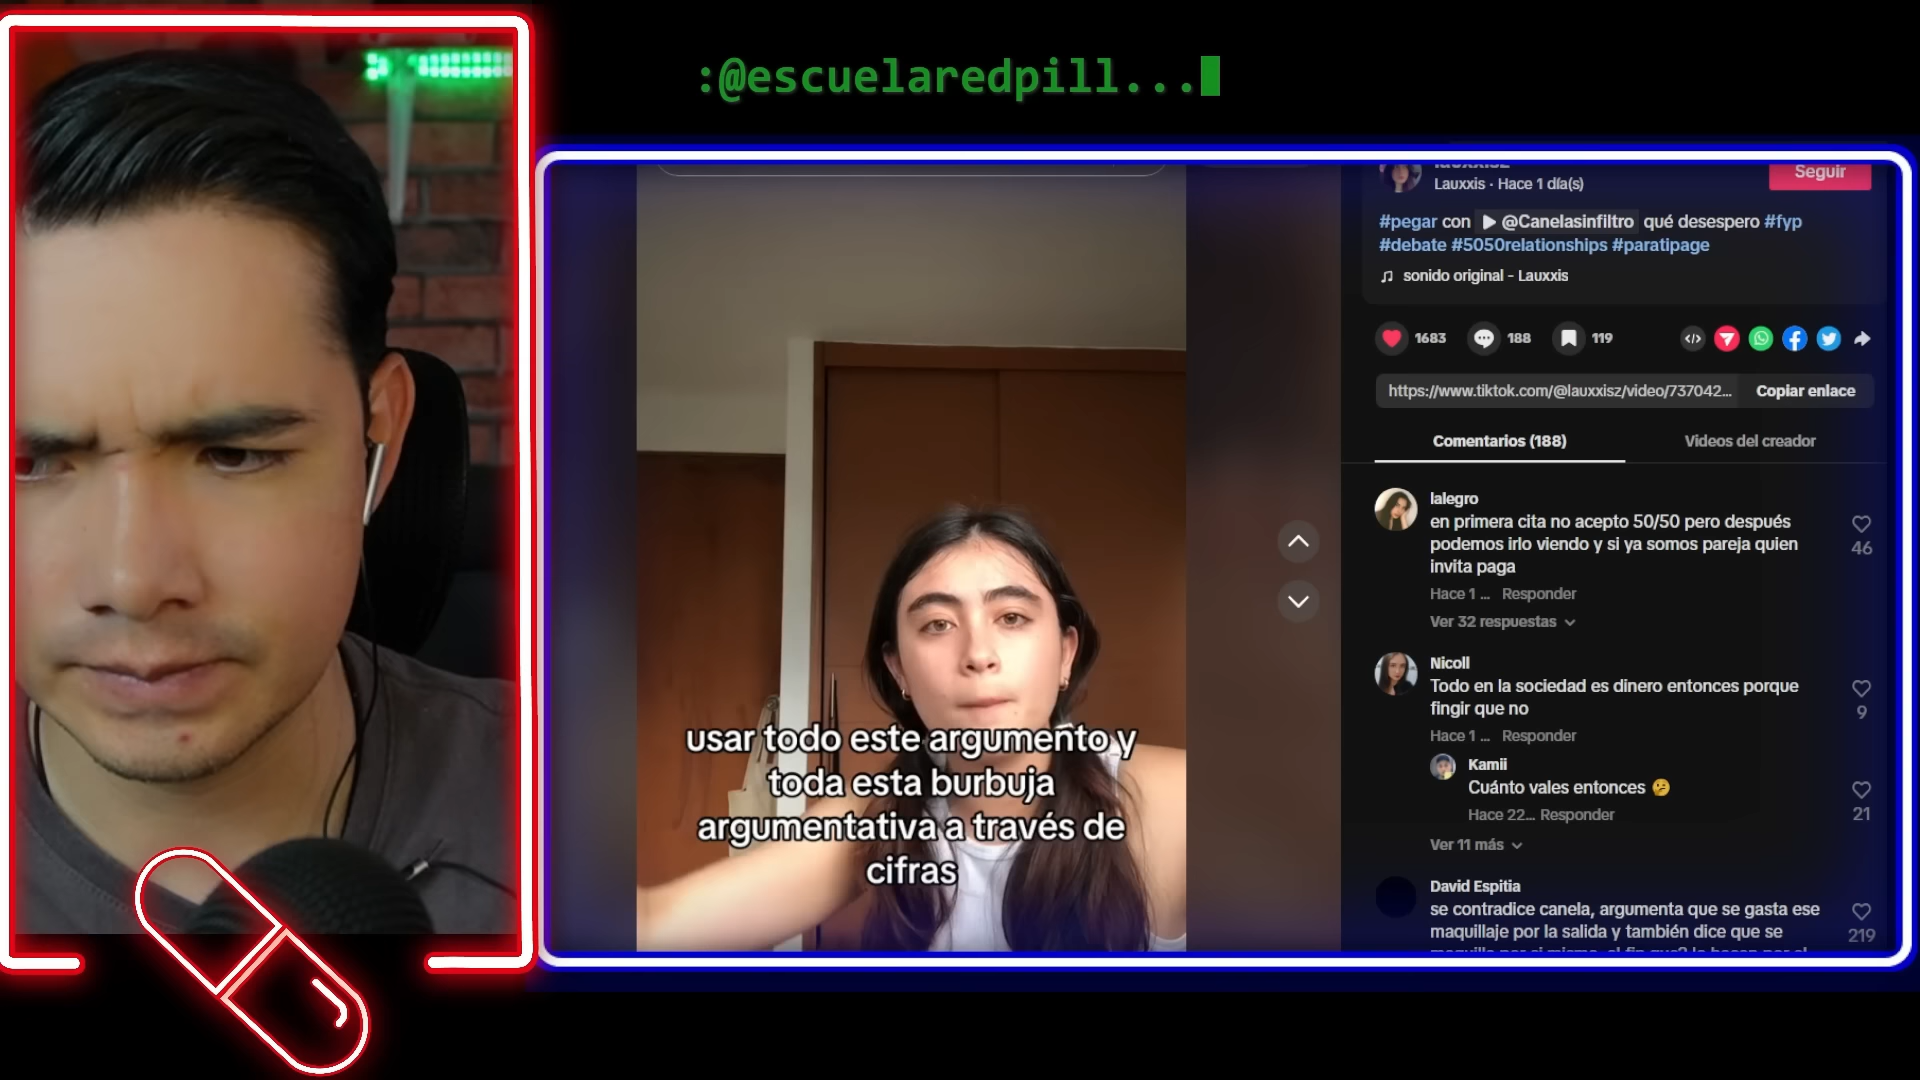 :@escuelaredpill...
Lauxxis · Hace 1 día(s)
Seguir
#pegar con ▶ @Canelasinfiltro qué desespero #fyp
#debate #5050relationships #paratipage
sonido original - Lauxxis
1683
188
119
https://www.tiktok.com/@lauxxisz/video/737042...
Copiar enlace
Comentarios (188)
Videos del creador
lalegro
en primera cita no acepto 50/50 pero después
podemos irlo viendo y si ya somos pareja quien
invita paga
46
Hace 1 ... Responder
Ver 32 respuestas
Nicoll
Todo en la sociedad es dinero entonces porque
fingir que no
9
Hace 1 ... Responder
Kamii
Cuánto vales entonces 🤔
21
Hace 22... Responder
Ver 11 más
David Espitia
se contradice canela, argumenta que se gasta ese
maquillaje por la salida y también dice que se
219
usar todo este argumento y
toda esta burbuja
argumentativa a través de
cifras